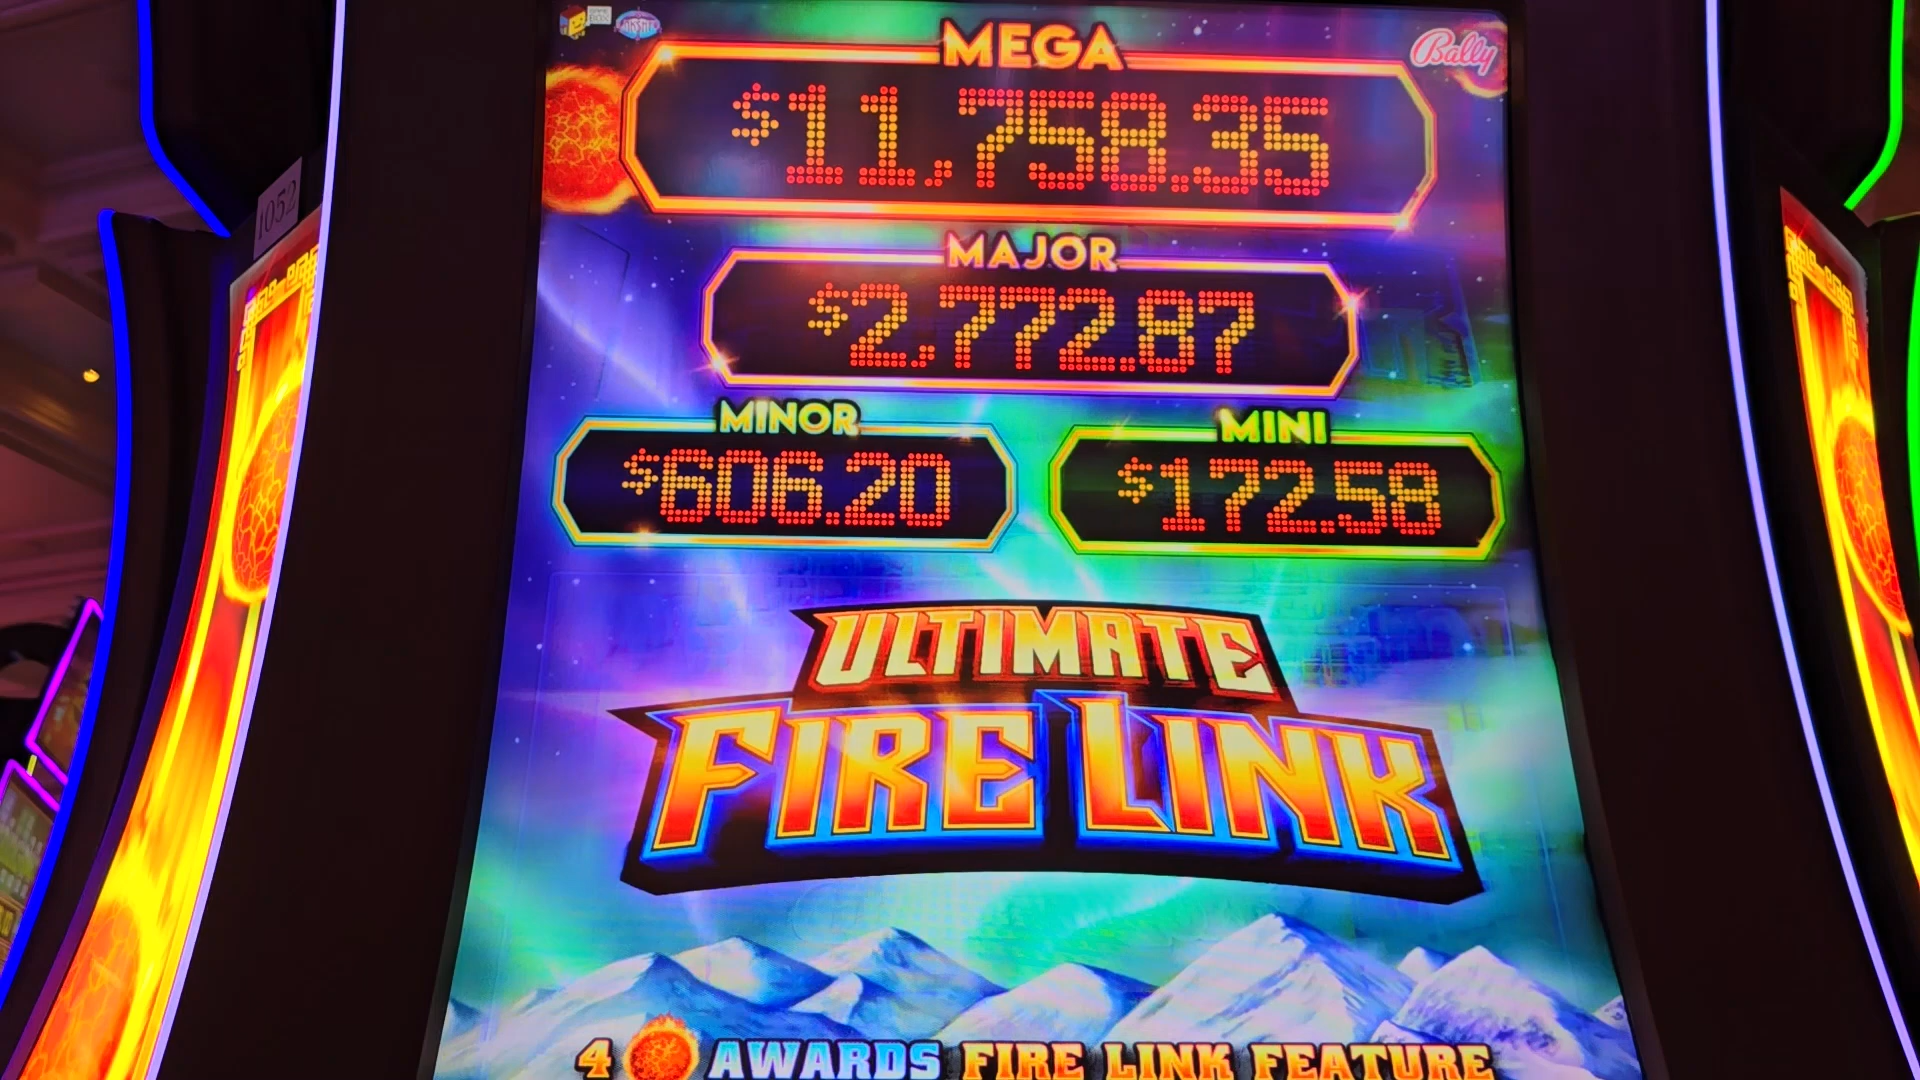 MEGA
Bally
$11,758.35
1052
MAJOR
$2,772.87
MINOR
MINI
$606.20
$172.58
ULTIMATE
FIRE LINK
4 AWARDS FIRE LINK FEATURE